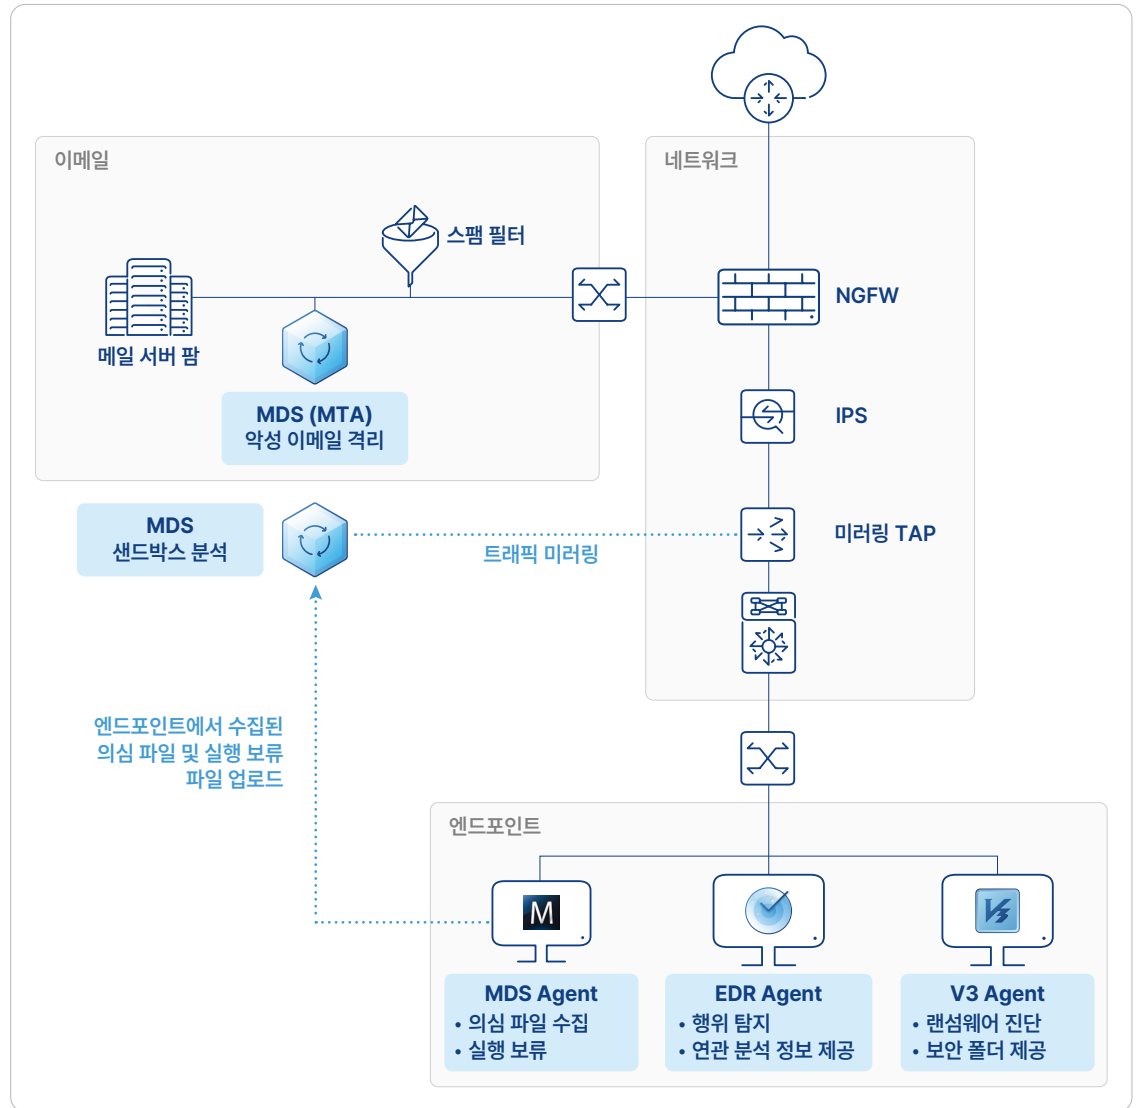 이메일
네트워크
스팸 필터
NGFW
메일 서버 팜
MDS (MTA)
악성 이메일 격리
IPS
MDS
샌드박스 분석
트래픽 미러링
미러링 TAP
엔드포인트에서 수집된
의심 파일 및 실행 보류
파일 업로드
엔드포인트
M
V3
MDS Agent
• 의심 파일 수집
• 실행 보류
EDR Agent
• 행위 탐지
• 연관 분석 정보 제공
V3 Agent
• 랜섬웨어 진단
• 보안 폴더 제공